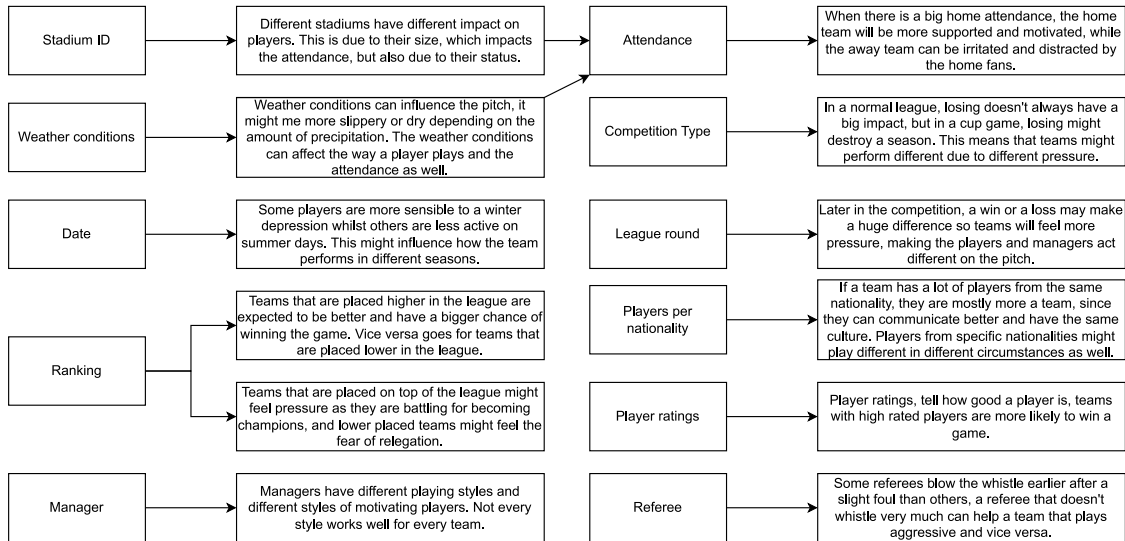 Stadium ID
Different stadiums have different impact on
players. This is due to their size, which impacts
the attendance, but also due to their status.
Attendance
When there is a big home attendance, the home
team will be more supported and motivated, while
the away team can be irritated and distracted by
the home fans.
Weather conditions
Weather conditions can influence the pitch, it
might me more slippery or dry depending on the
amount of precipitation. The weather conditions
can affect the way a player plays and the
attendance as well.
Competition Type
In a normal league, losing doesn't always have a
big impact, but in a cup game, losing might
destroy a season. This means that teams might
perform different due to different pressure.
Date
Some players are more sensible to a winter
depression whilst others are less active on
summer days. This might influence how the team
performs in different seasons.
League round
Later in the competition, a win or a loss may make
a huge difference so teams will feel more
pressure, making the players and managers act
different on the pitch.
Ranking
Teams that are placed higher in the league are
expected to be better and have a bigger chance of
winning the game. Vice versa goes for teams that
are placed lower in the league.
Teams that are placed on top of the league might
feel pressure as they are battling for becoming
champions, and lower placed teams might feel the
fear of relegation.
Players per
nationality
If a team has a lot of players from the same
nationality, they are mostly more a team, since
they can communicate better and have the same
culture. Players from specific nationalities might
play different in different circumstances as well.
Player ratings
Player ratings, tell how good a player is, teams
with high rated players are more likely to win a
game.
Manager
Managers have different playing styles and
different styles of motivating players. Not every
style works well for every team.
Referee
Some referees blow the whistle earlier after a
slight foul than others, a referee that doesn't
whistle very much can help a team that plays
aggressive and vice versa.